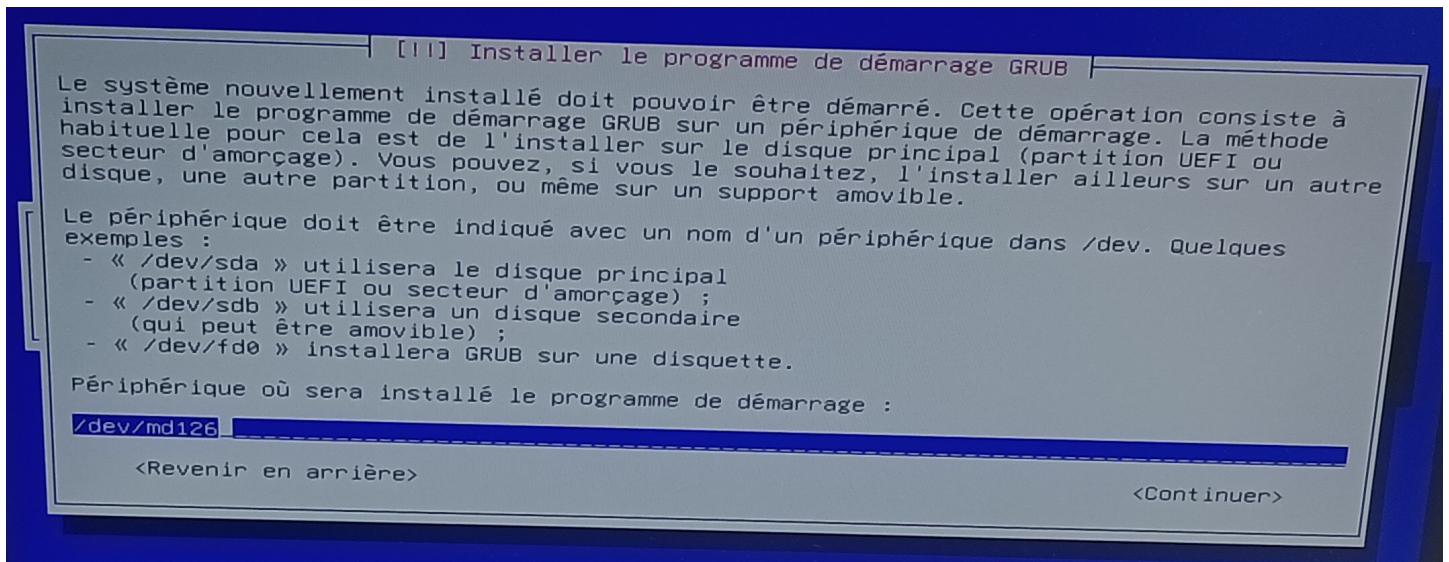 [!!] Installer le programme de démarrage GRUB
Le système nouvellement installé doit pouvoir être démarré. Cette opération consiste à
installer le programme de démarrage GRUB sur un périphérique de démarrage. La méthode
habituelle pour cela est de l'installer sur le disque principal (partition UEFI ou
secteur d'amorçage). Vous pouvez, si vous le souhaitez, l'installer ailleurs sur un autre
disque, une autre partition, ou même sur un support amovible.
Le périphérique doit être indiqué avec un nom d'un périphérique dans /dev. Quelques
exemples :
- « /dev/sda » utilisera le disque principal
(partition UEFI ou secteur d'amorçage) ;
- « /dev/sdb » utilisera un disque secondaire
(qui peut être amovible) ;
- « /dev/fd0 » installera GRUB sur une disquette.
Périphérique où sera installé le programme de démarrage :
/dev/md126
<Revenir en arrière> <Continuer>